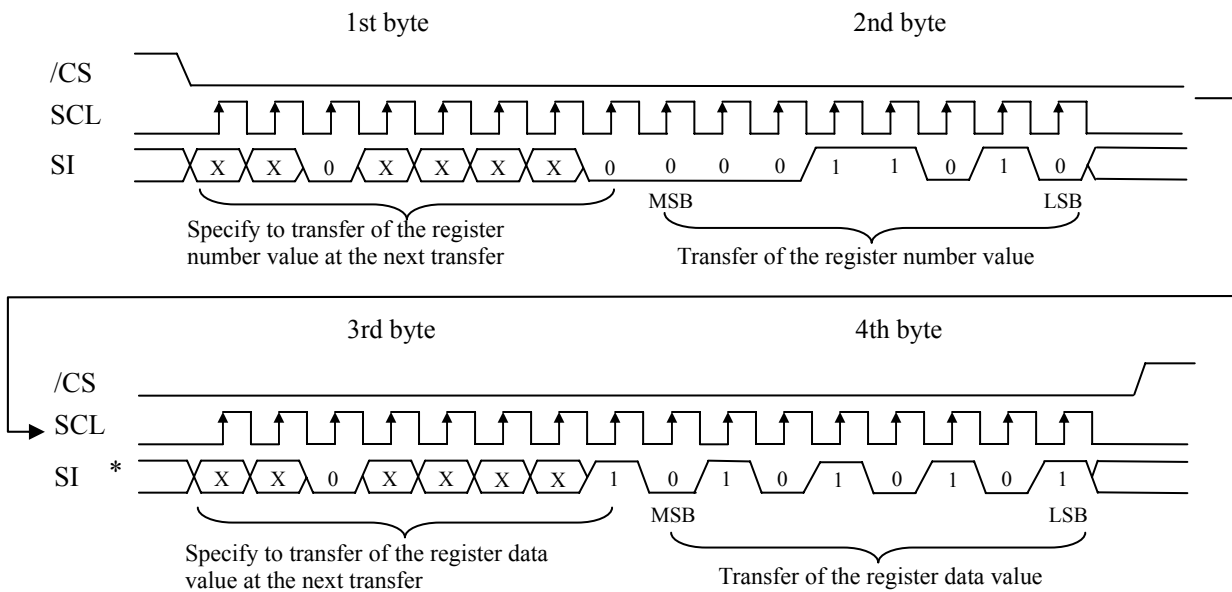 1st byte 2nd byte
/CS
SCL
SI X X 0 X X X X 0 0 0 0 1 1 0 1 0
MSB LSB
Specify to transfer of the register
number value at the next transfer
Transfer of the register number value
3rd byte 4th byte
/CS
SCL
SI * X X 0 X X X X 1 0 1 0 1 0 1 0 1
MSB LSB
Specify to transfer of the register data
value at the next transfer
Transfer of the register data value